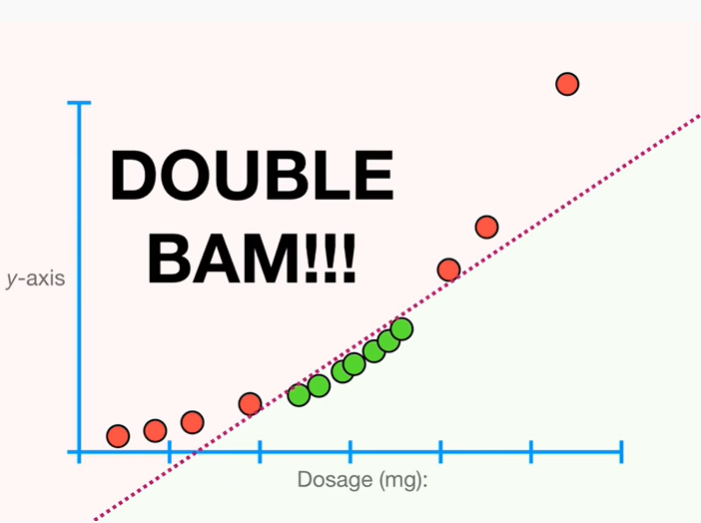 DOUBLE
BAM!!!
y-axis
Dosage (mg):